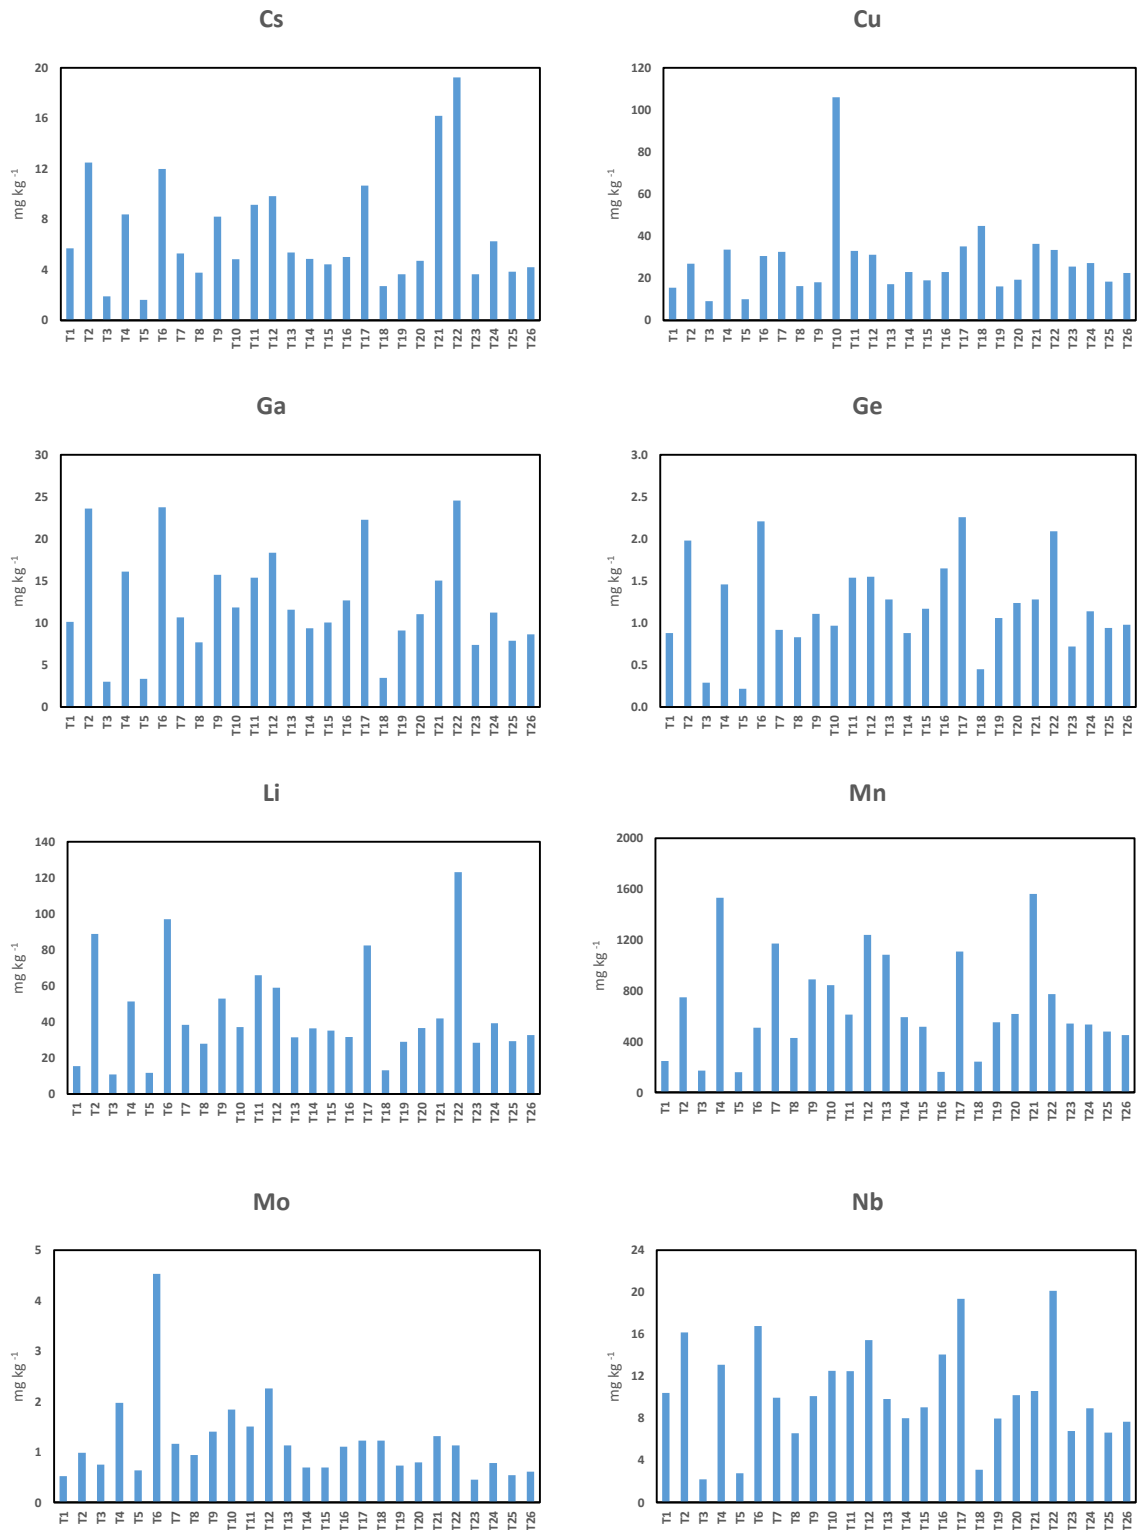 Cs
20
16
12
8
4
0
mg kg -1
T1 T2 T3 T4 T5 T6 T7 T8 T9 T10 T11 T12 T13 T14 T15 T16 T17 T18 T19 T20 T21 T22 T23 T24 T25 T26
Cu
120
100
80
60
40
20
0
mg kg -1
T1 T2 T3 T4 T5 T6 T7 T8 T9 T10 T11 T12 T13 T14 T15 T16 T17 T18 T19 T20 T21 T22 T23 T24 T25 T26
Ga
30
25
20
15
10
5
0
mg kg -1
T1 T2 T3 T4 T5 T6 T7 T8 T9 T10 T11 T12 T13 T14 T15 T16 T17 T18 T19 T20 T21 T22 T23 T24 T25 T26
Ge
3.0
2.5
2.0
1.5
1.0
0.5
0.0
mg kg -1
T1 T2 T3 T4 T5 T6 T7 T8 T9 T10 T11 T12 T13 T14 T15 T16 T17 T18 T19 T20 T21 T22 T23 T24 T25 T26
Li
140
120
100
80
60
40
20
0
mg kg -1
T1 T2 T3 T4 T5 T6 T7 T8 T9 T10 T11 T12 T13 T14 T15 T16 T17 T18 T19 T20 T21 T22 T23 T24 T25 T26
Mn
2000
1600
1200
800
400
0
mg kg -1
T1 T2 T3 T4 T5 T6 T7 T8 T9 T10 T11 T12 T13 T14 T15 T16 T17 T18 T19 T20 T21 T22 T23 T24 T25 T26
Mo
5
4
3
2
1
0
mg kg -1
T1 T2 T3 T4 T5 T6 T7 T8 T9 T10 T11 T12 T13 T14 T15 T16 T17 T18 T19 T20 T21 T22 T23 T24 T25 T26
Nb
24
20
16
12
8
4
0
mg kg -1
T1 T2 T3 T4 T5 T6 T7 T8 T9 T10 T11 T12 T13 T14 T15 T16 T17 T18 T19 T20 T21 T22 T23 T24 T25 T26